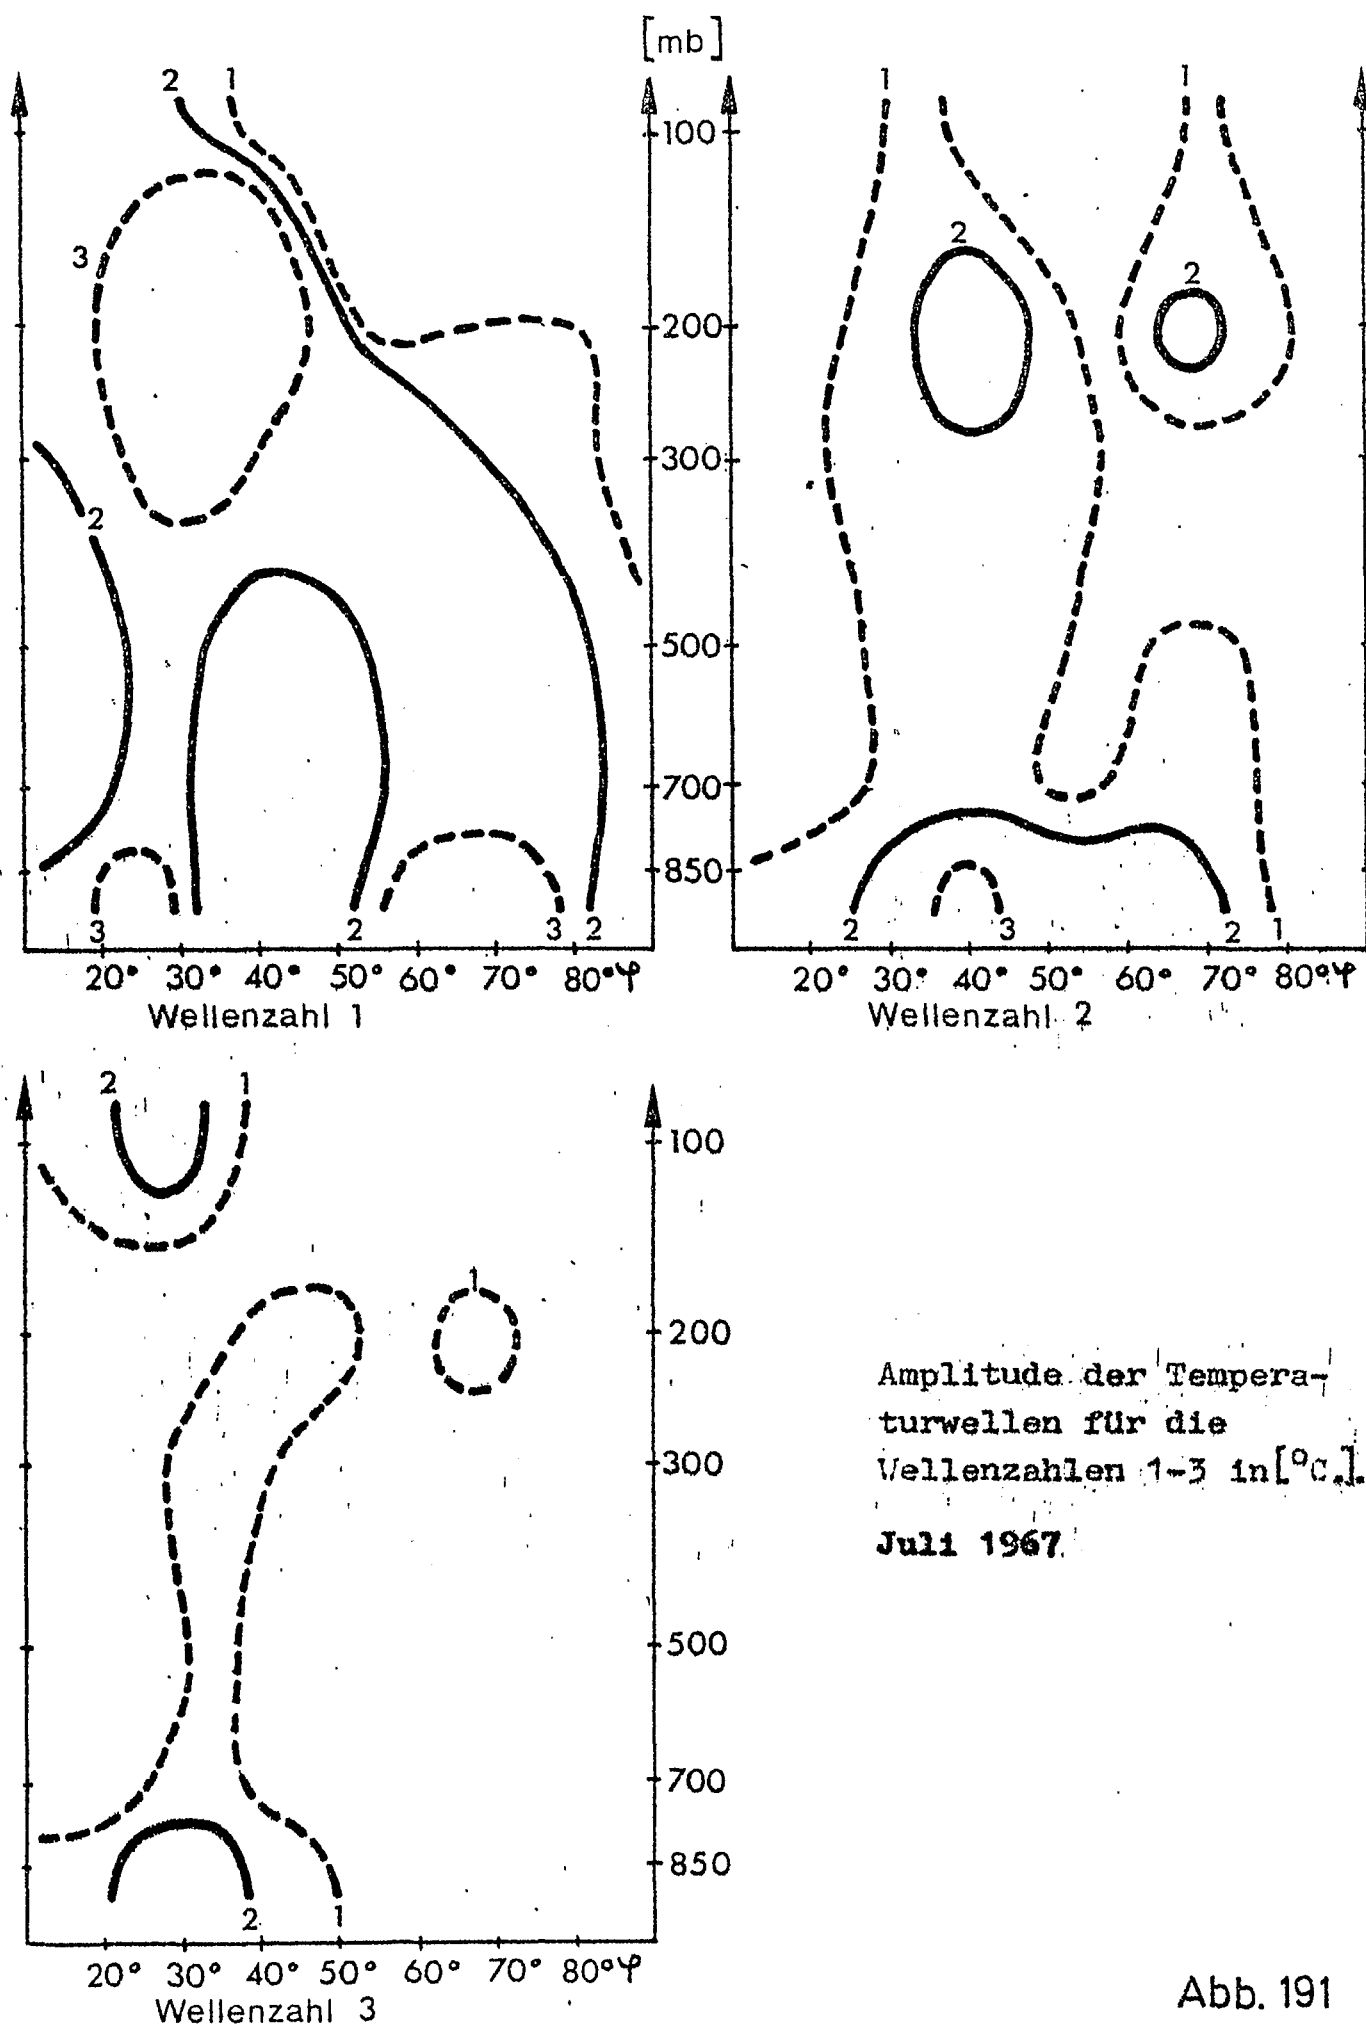 [mb]
2 1
3
2
3 2 3 2
100
200
300
500
700
850
20° 30° 40° 50° 60° 70° 80° φ
Wellenzahl 1
1 1
2
2
2 3 2 1
20° 30° 40° 50° 60° 70° 80° φ
Wellenzahl 2
2 1
1
2 1
100
200
300
500
700
850
20° 30° 40° 50° 60° 70° 80° φ
Wellenzahl 3
Amplitude der Tempera-
turwellen für die
Wellenzahlen 1-3 in [°C.].
Juli 1967
Abb. 191